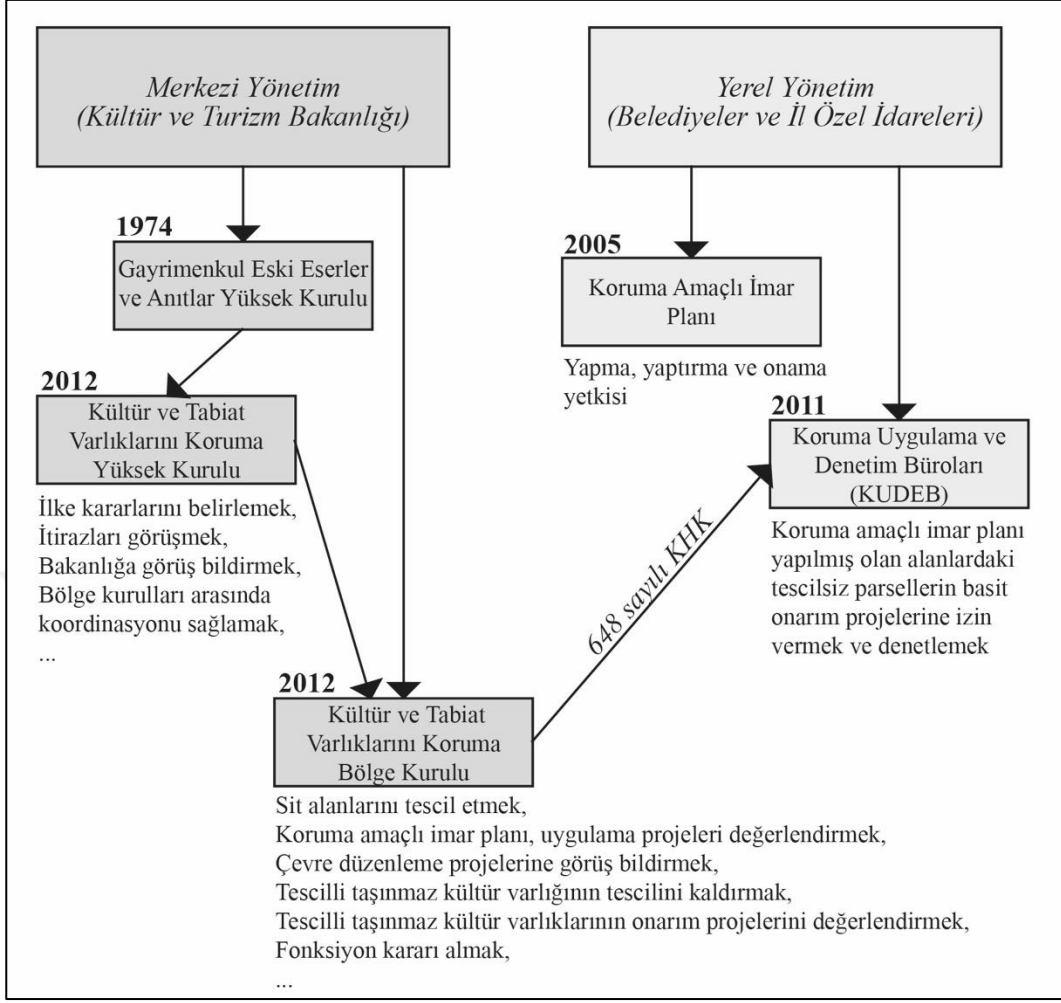 Merkezi Yönetim
(Kültür ve Turizm Bakanlığı)
Yerel Yönetim
(Belediyeler ve İl Özel İdareleri)
1974
Gayrimenkul Eski Eserler
ve Anıtlar Yüksek Kurulu
2005
Koruma Amaçlı İmar
Planı
Yapma, yaptırma ve onama
yetkisi
2012
Kültür ve Tabiat
Varlıklarını Koruma
Yüksek Kurulu
İlke kararlarını belirlemek,
İtirazları görüşmek,
Bakanlığa görüş bildirmek,
Bölge kurulları arasında
koordinasyonu sağlamak,
...
2011
Koruma Uygulama ve
Denetim Büroları
(KUDEB)
Koruma amaçlı imar planı
yapılmış olan alanlardaki
tescilsiz parsellerin basit
onarım projelerine izin
vermek ve denetlemek
648 sayılı KHK
2012
Kültür ve Tabiat
Varlıklarını Koruma
Bölge Kurulu
Sit alanlarını tescil etmek,
Koruma amaçlı imar planı, uygulama projeleri değerlendirmek,
Çevre düzenleme projelerine görüş bildirmek,
Tescilli taşınmaz kültür varlığının tescilini kaldırmak,
Tescilli taşınmaz kültür varlıklarının onarım projelerini değerlendirmek,
Fonksiyon kararı almak,
...